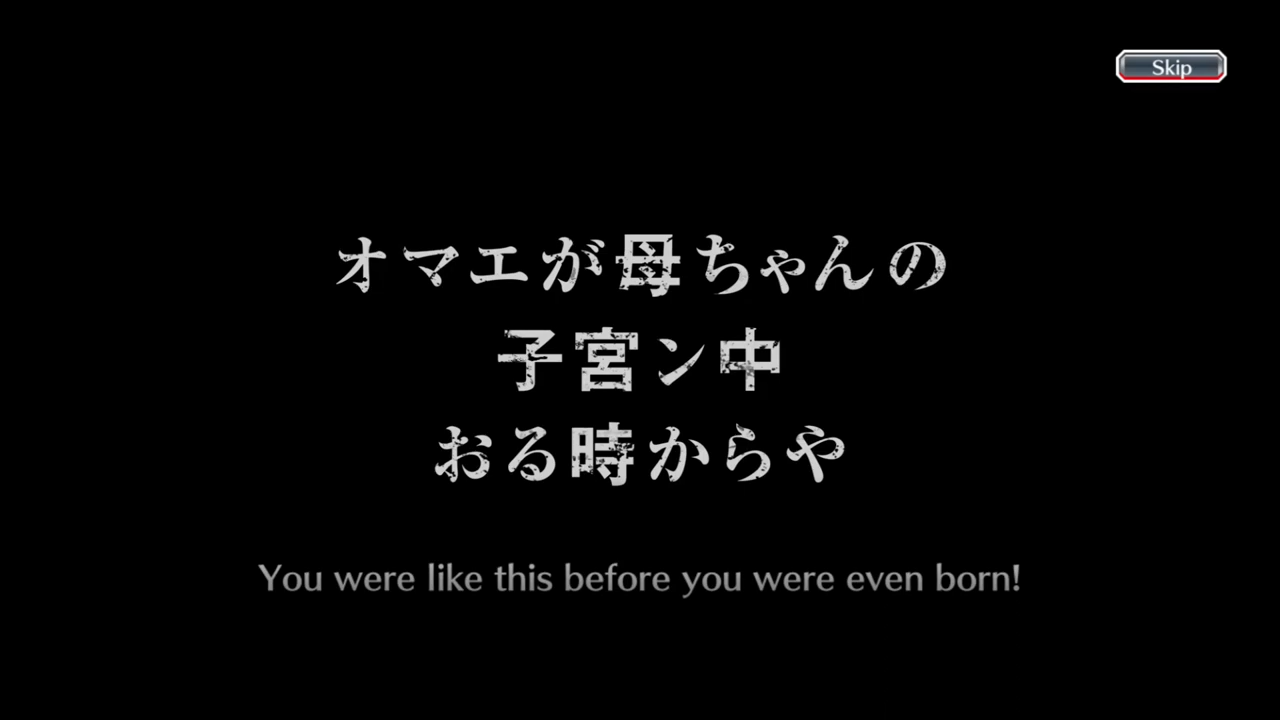 Skip
オマエが母ちゃんの
子宮ン中
おる時からや
You were like this before you were even born!